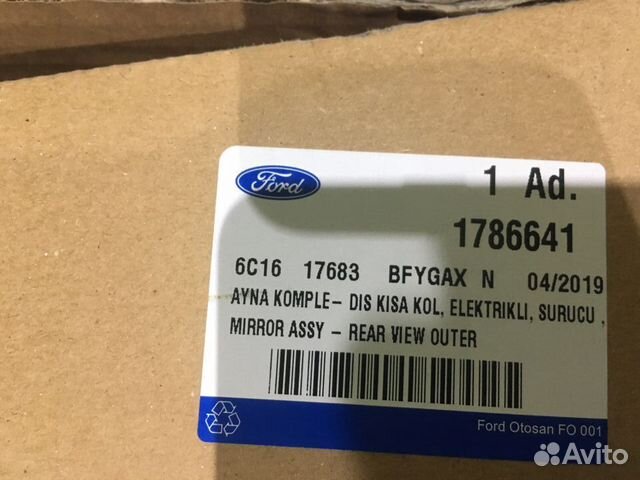 Ford
1 Ad.
1786641
6C16 17683 BFYGAX N 04/2019
AYNA KOMPLE- DIS KISA KOL, ELEKTRIKLI, SURUCU ,
MIRROR ASSY - REAR VIEW OUTER
Ford Otosan FO 001
Avito